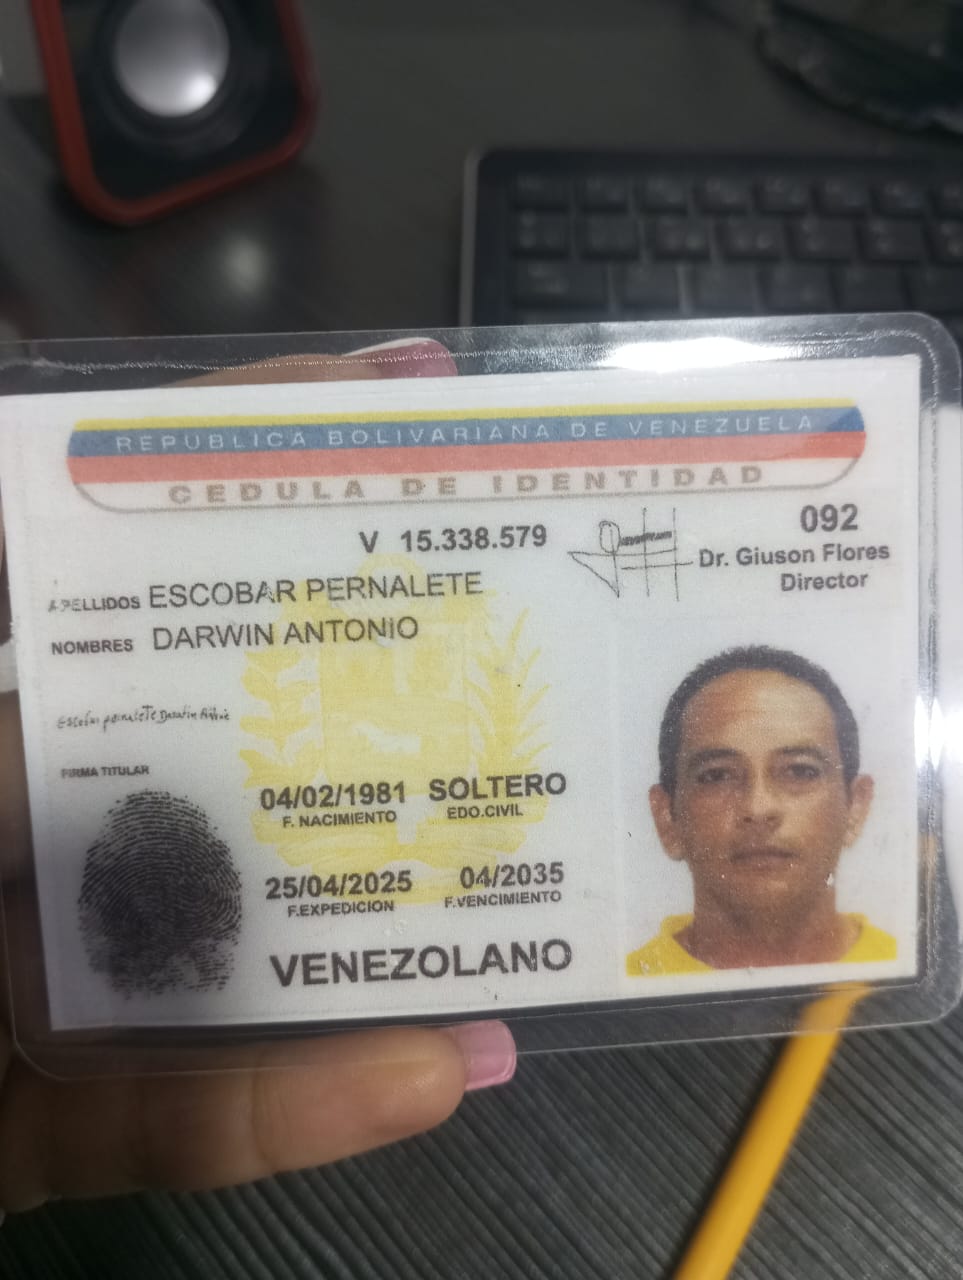 REPUBLICA BOLIVARIANA DE VENEZUELA
CEDULA DE IDENTIDAD
V 15.338.579
092
Dr. Giuson Flores
Director
APELLIDOS ESCOBAR PERNALETE
NOMBRES DARWIN ANTONIO
Escobar pernalete
FIRMA TITULAR
04/02/1981 SOLTERO
F. NACIMIENTO EDO.CIVIL
25/04/2025 04/2035
F.EXPEDICION F.VENCIMIENTO
VENEZOLANO